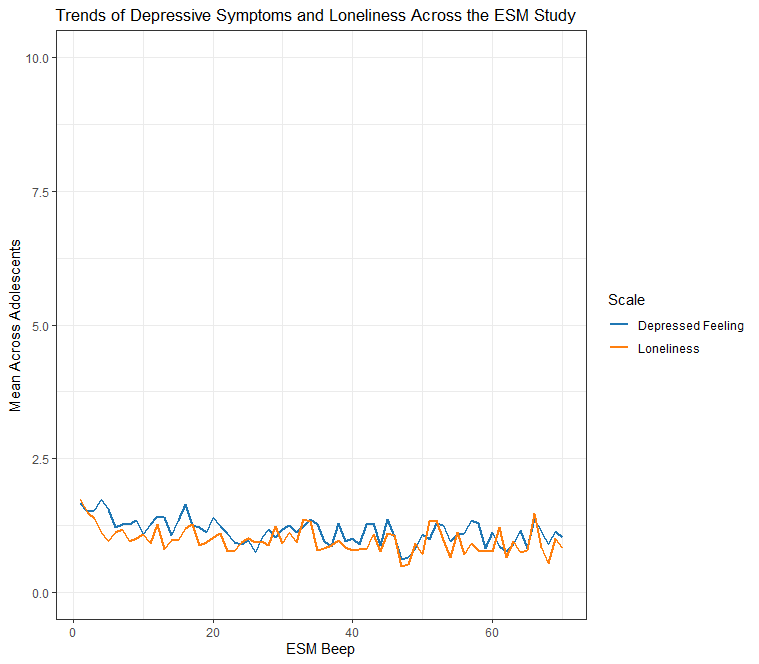 Trends of Depressive Symptoms and Loneliness Across the ESM Study
10.0
7.5
5.0
2.5
0.0
Mean Across Adolescents
0 20 40 60
ESM Beep
Scale
Depressed Feeling
Loneliness